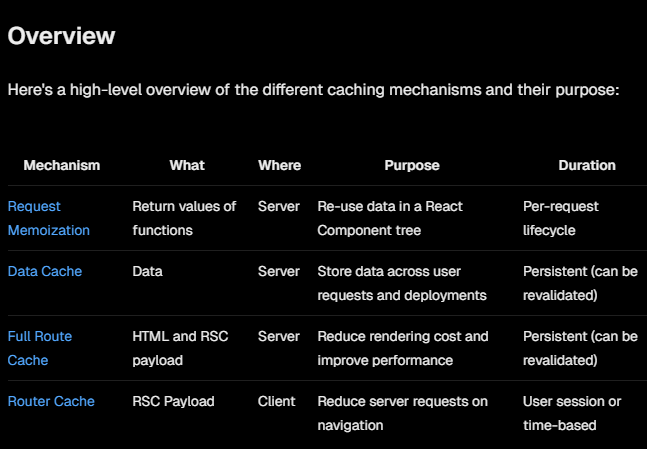 Overview
Here's a high-level overview of the different caching mechanisms and their purpose:
Mechanism What Where Purpose Duration
Request Return values of Server Re-use data in a React Per-request
Memoization functions Component tree lifecycle
Data Cache Data Server Store data across user Persistent (can be
requests and deployments revalidated)
Full Route HTML and RSC Server Reduce rendering cost and Persistent (can be
Cache payload improve performance revalidated)
Router Cache RSC Payload Client Reduce server requests on User session or
navigation time-based